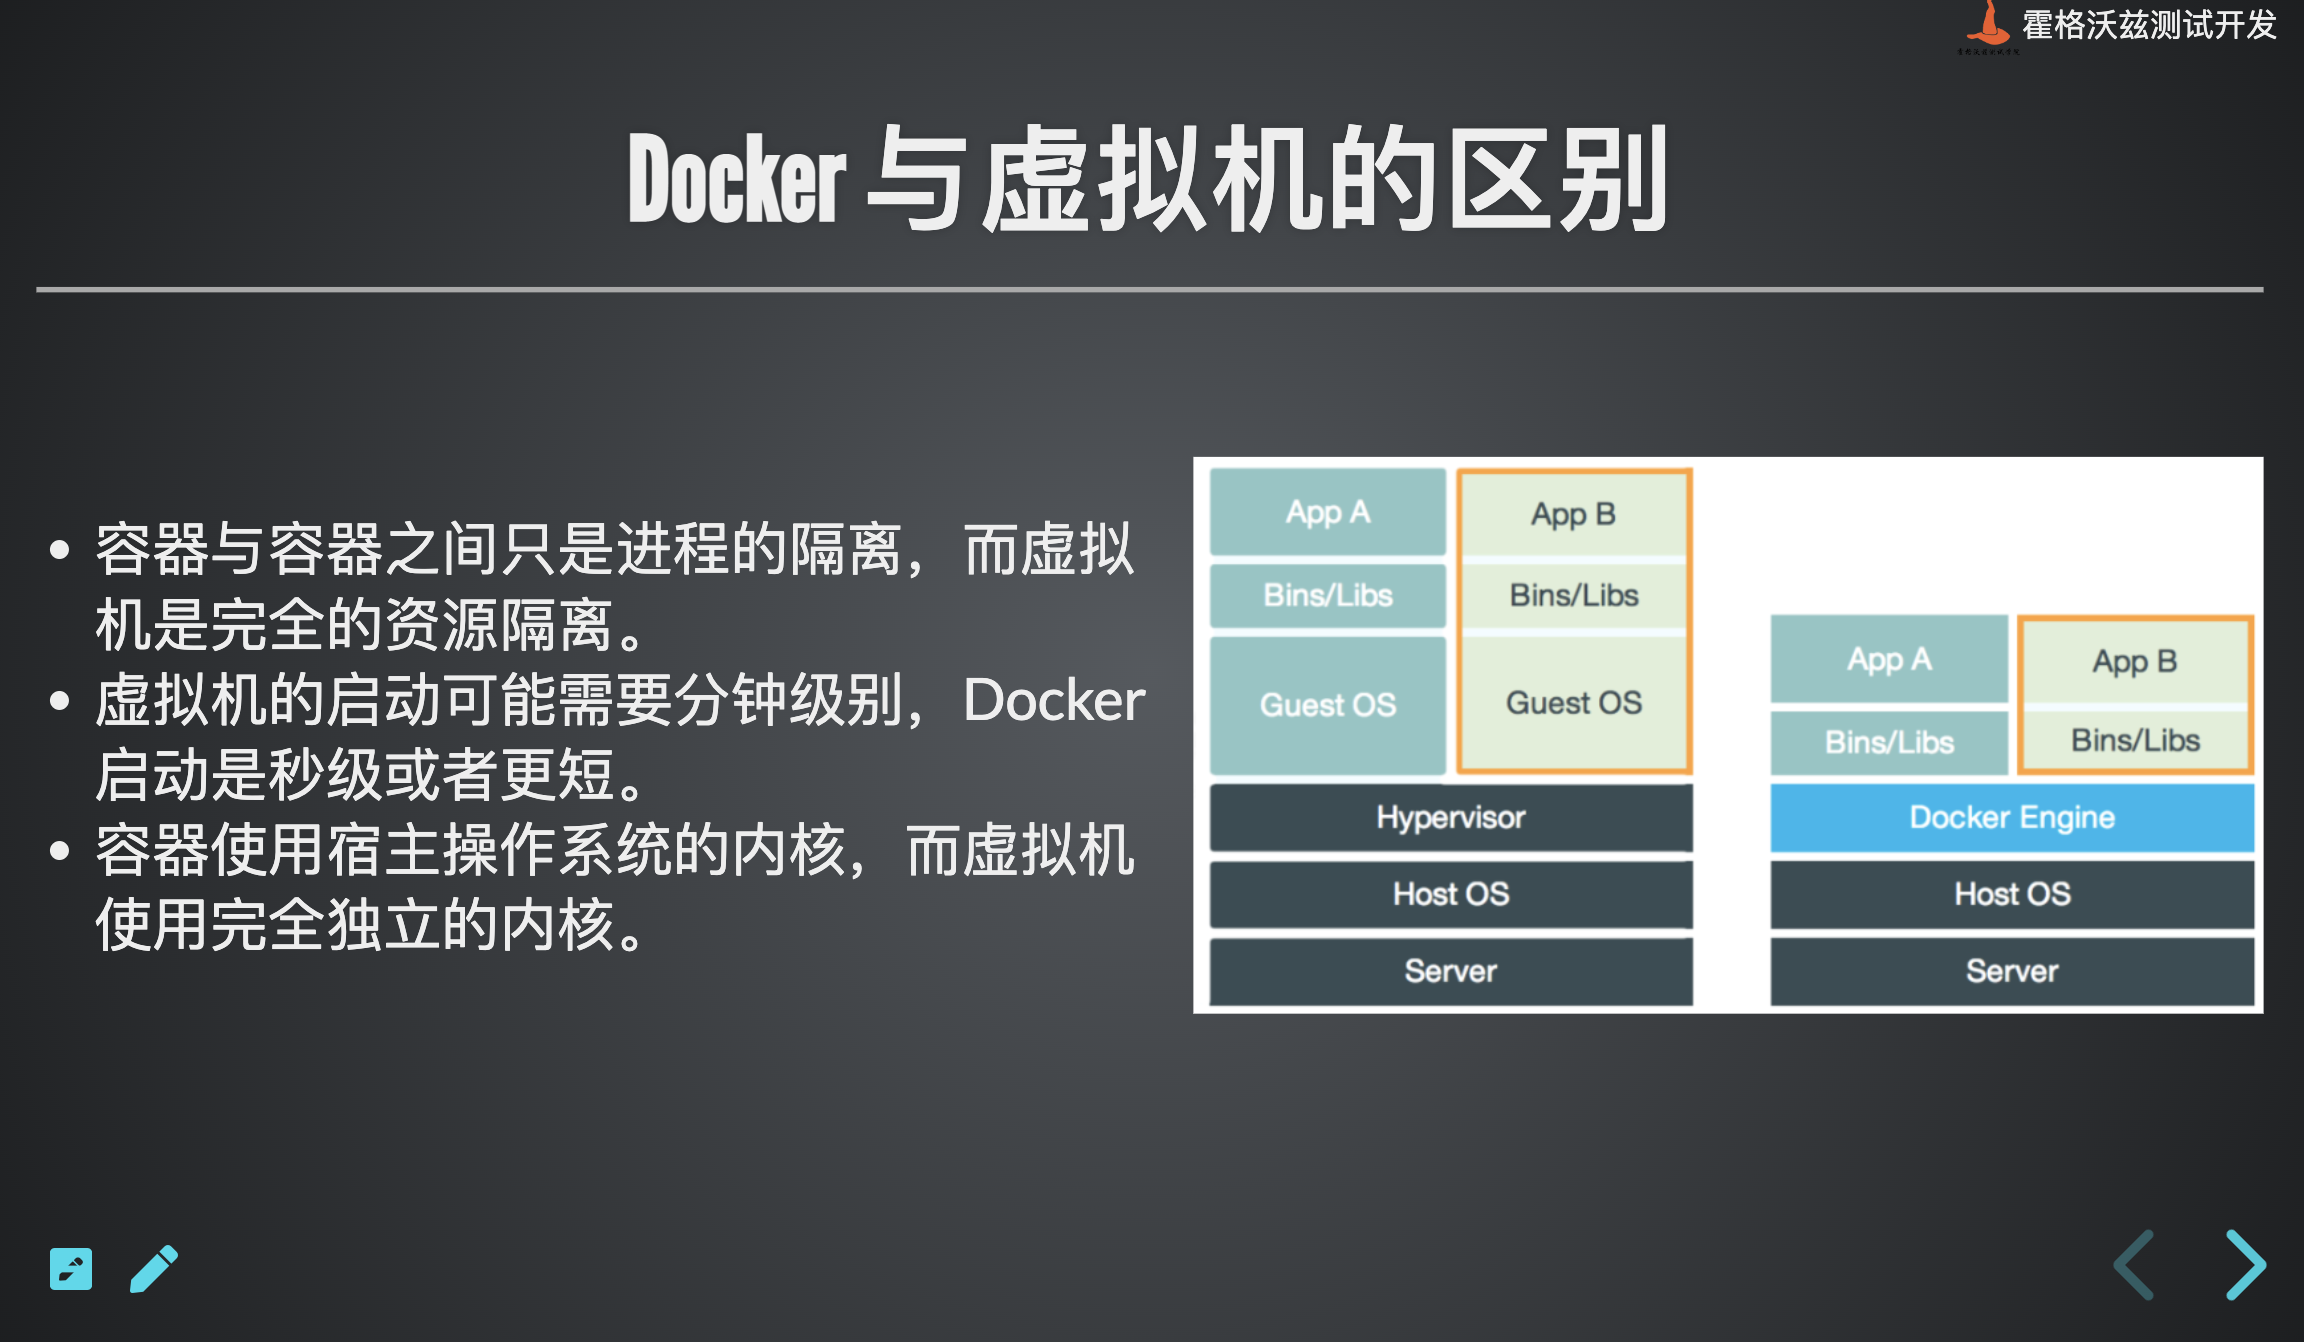 霍格沃兹测试开发
Docker 与虚拟机的区别
容器与容器之间只是进程的隔离，而虚拟
机是完全的资源隔离。
虚拟机的启动可能需要分钟级别，Docker
启动是秒级或者更短。
容器使用宿主操作系统的内核，而虚拟机
使用完全独立的内核。
App A
App B
Bins/Libs
Bins/Libs
Guest OS
Guest OS
Hypervisor
Host OS
Server
App A
App B
Bins/Libs
Bins/Libs
Docker Engine
Host OS
Server